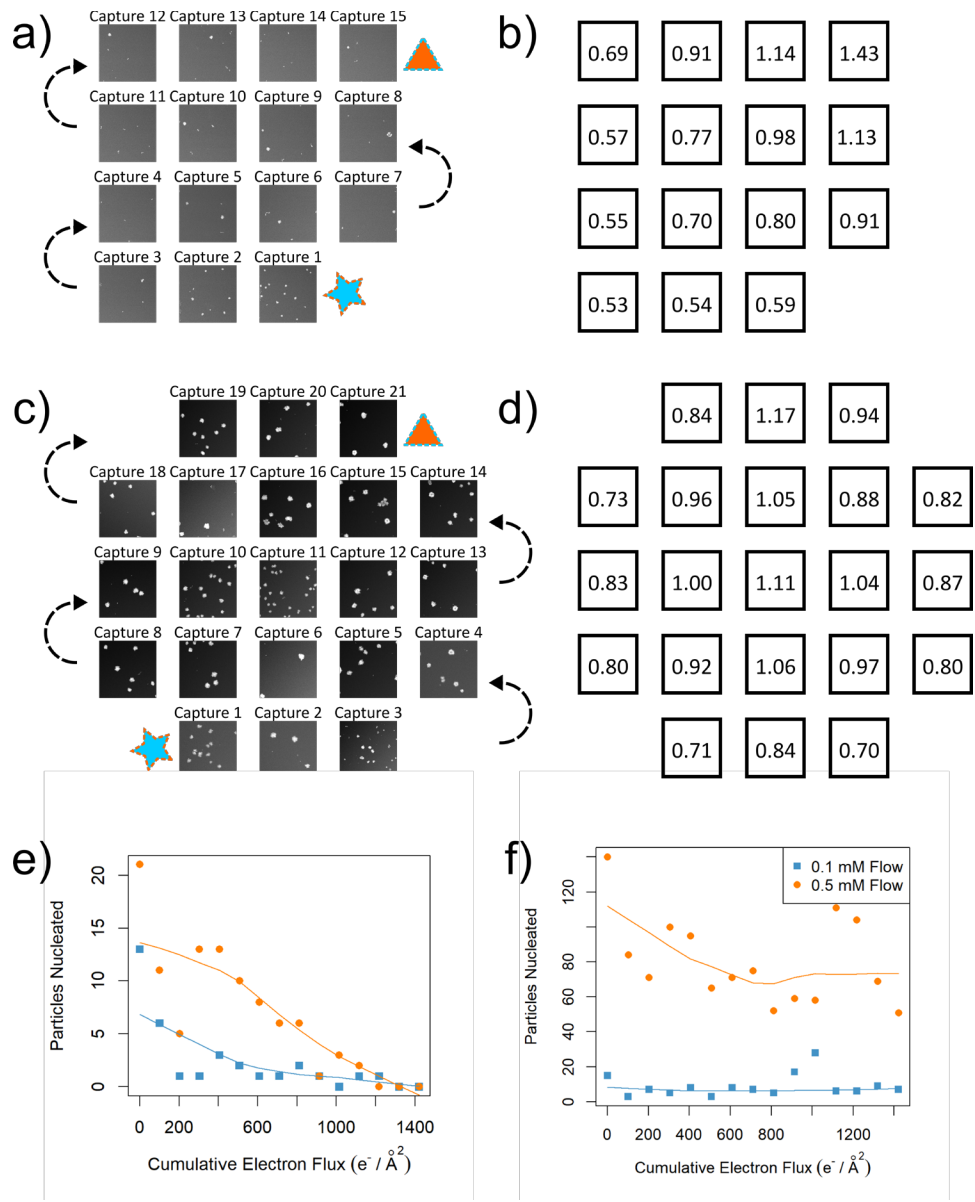 a)
Capture 12 Capture 13 Capture 14 Capture 15
Capture 11 Capture 10 Capture 9 Capture 8
Capture 4 Capture 5 Capture 6 Capture 7
Capture 3 Capture 2 Capture 1
b)
0.69 0.91 1.14 1.43
0.57 0.77 0.98 1.13
0.55 0.70 0.80 0.91
0.53 0.54 0.59
c)
Capture 19 Capture 20 Capture 21
Capture 18 Capture 17 Capture 16 Capture 15 Capture 14
Capture 9 Capture 10 Capture 11 Capture 12 Capture 13
Capture 8 Capture 7 Capture 6 Capture 5 Capture 4
Capture 1 Capture 2 Capture 3
d)
0.84 1.17 0.94
0.73 0.96 1.05 0.88 0.82
0.83 1.00 1.11 1.04 0.87
0.80 0.92 1.06 0.97 0.80
0.71 0.84 0.70
e)
Particles Nucleated
20
15
10
5
0
0 200 600 1000 1400
Cumulative Electron Flux (e⁻ / Å²)
f)
Particles Nucleated
120
100
80
60
40
20
0
0.1 mM Flow
0.5 mM Flow
0 200 400 600 800 1200
Cumulative Electron Flux (e⁻ / Å²)